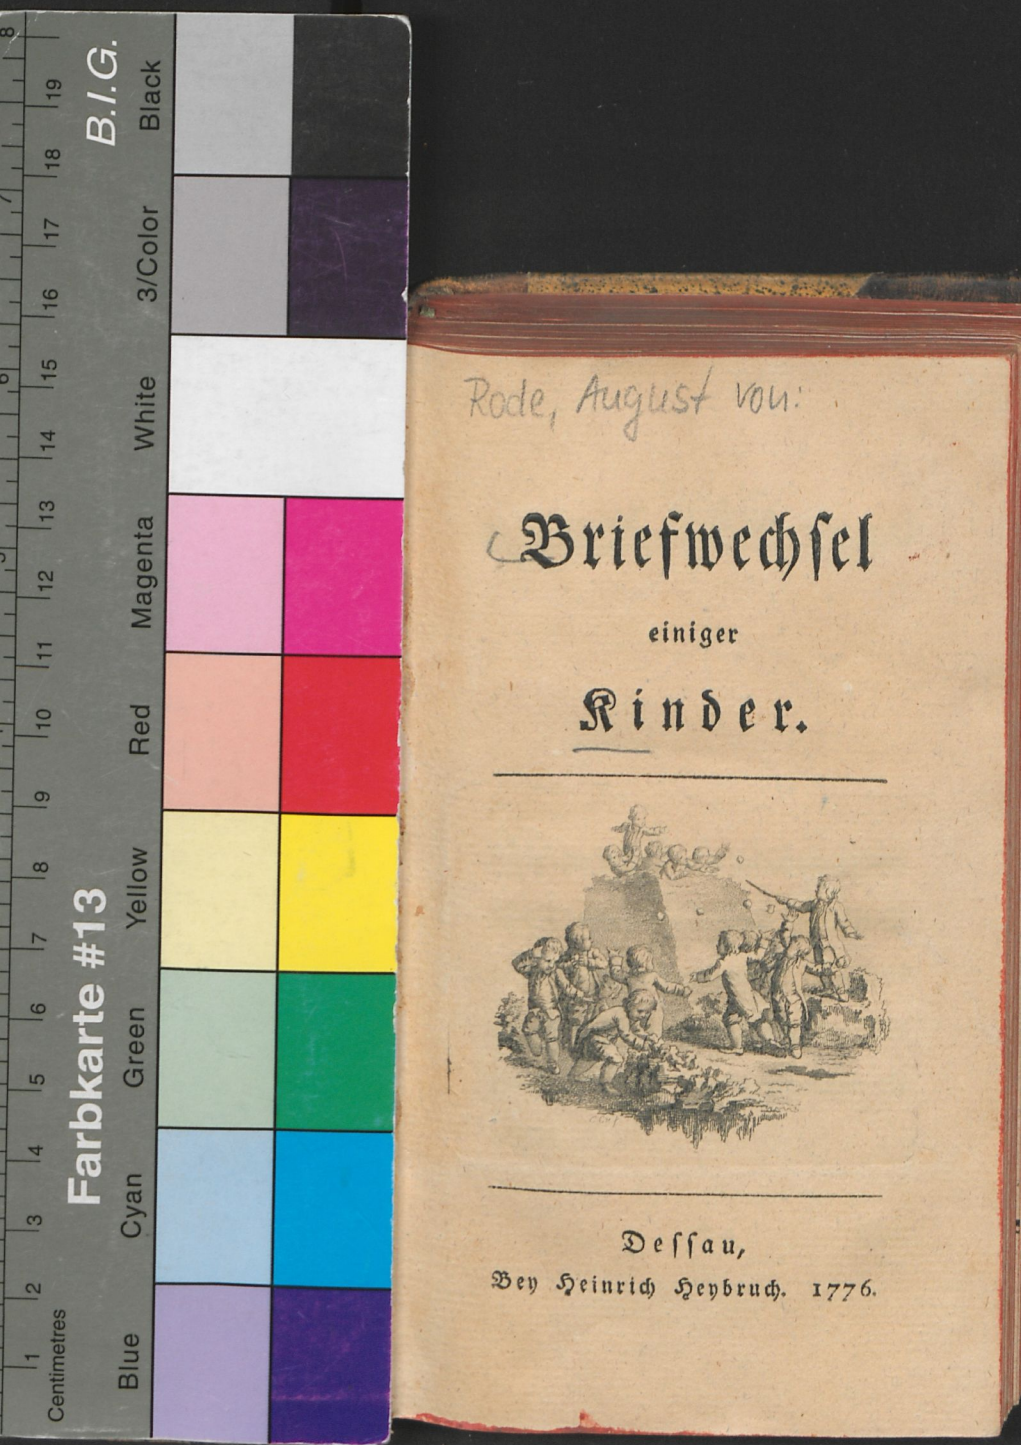 Rode, August von:
Briefwechſel
einiger
Kinder.
Deſſau,
Bey Heinrich Heybruch. 1776.
B.I.G.
Farbkarte #13
Black
3/Color
White
Magenta
Red
Yellow
Green
Cyan
Blue
Centimetres
1 2 3 4 5 6 7 8 9 10 11 12 13 14 15 16 17 18 19
8